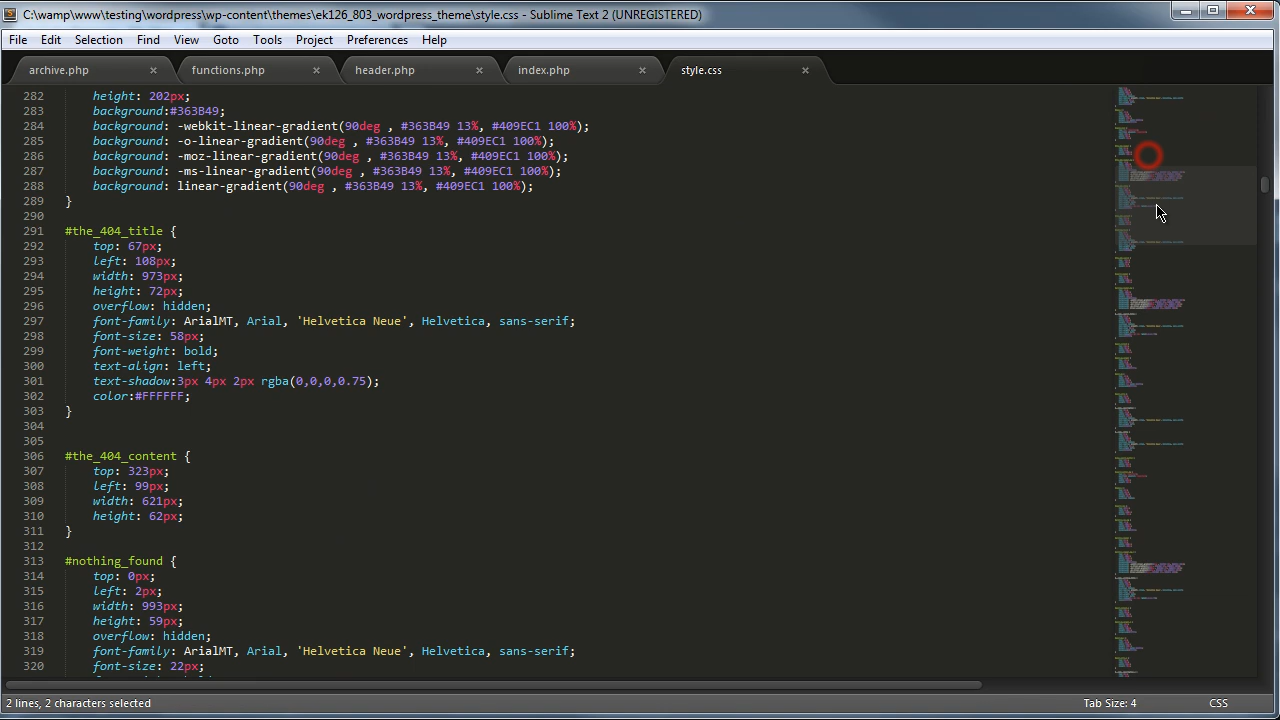 C:\wamp\www\testing\wordpress\wp-content\themes\ek126_803_wordpress_theme\style.css - Sublime Text 2 (UNREGISTERED)
File Edit Selection Find View Goto Tools Project Preferences Help
archive.php × functions.php × header.php × index.php × style.css ×
282 height: 202px;
283 background:#363B49;
284 background: -webkit-linear-gradient(90deg , #363B49 13%, #409EC1 100%);
285 background: -o-linear-gradient(90deg , #363B49 13%, #409EC1 100%);
286 background: -moz-linear-gradient(90deg , #363B49 13%, #409EC1 100%);
287 background: -ms-linear-gradient(90deg , #363B49 13%, #409EC1 100%);
288 background: linear-gradient(90deg , #363B49 13%, #409EC1 100%);
289 }
290
291 #the_404_title {
292 top: 67px;
293 left: 108px;
294 width: 973px;
295 height: 72px;
296 overflow: hidden;
297 font-family: ArialMT, Arial, 'Helvetica Neue', Helvetica, sans-serif;
298 font-size: 58px;
299 font-weight: bold;
300 text-align: left;
301 text-shadow:3px 4px 2px rgba(0,0,0,0.75);
302 color:#FFFFFF;
303 }
304
305
306 #the_404_content {
307 top: 323px;
308 left: 99px;
309 width: 621px;
310 height: 62px;
311 }
312
313 #nothing_found {
314 top: 0px;
315 left: 2px;
316 width: 993px;
317 height: 59px;
318 overflow: hidden;
319 font-family: ArialMT, Arial, 'Helvetica Neue', Helvetica, sans-serif;
320 font-size: 22px;
2 lines, 2 characters selected Tab Size: 4 CSS